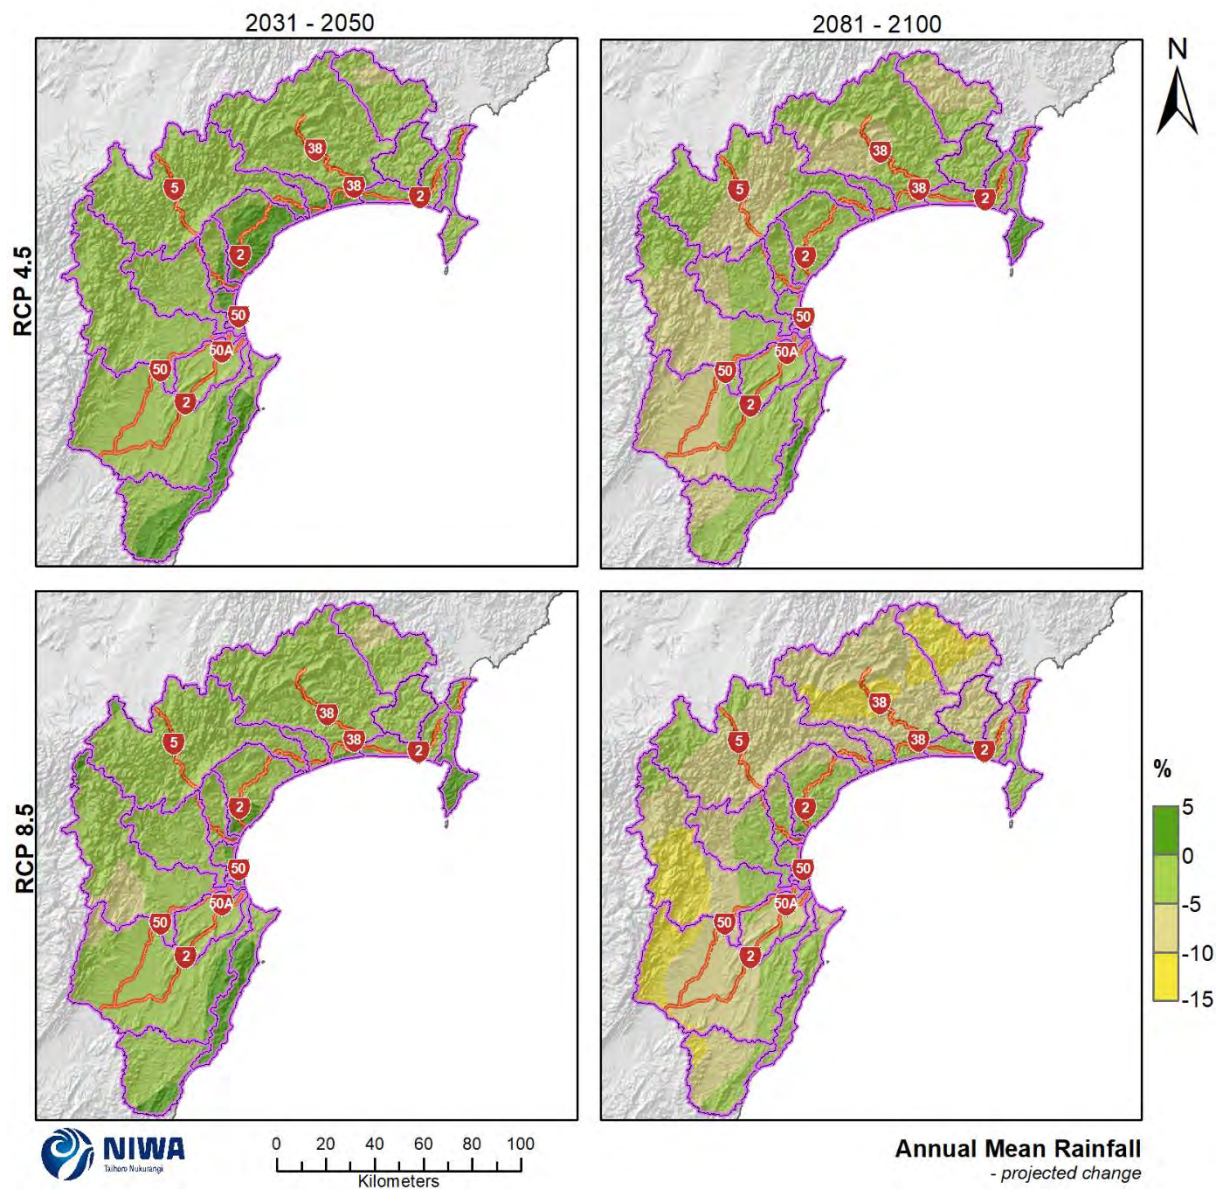 2031 - 2050
2081 - 2100
N
RCP 4.5
38
38
5
2
2
50
50A
50
2
38
38
5
2
2
50
50A
50
2
RCP 8.5
38
38
5
2
2
50
50A
50
2
38
38
5
2
2
50
50A
50
2
%
5
0
-5
-10
-15
NIWA
Taihoro Nukurangi
0 20 40 60 80 100
Kilometers
Annual Mean Rainfall
- projected change